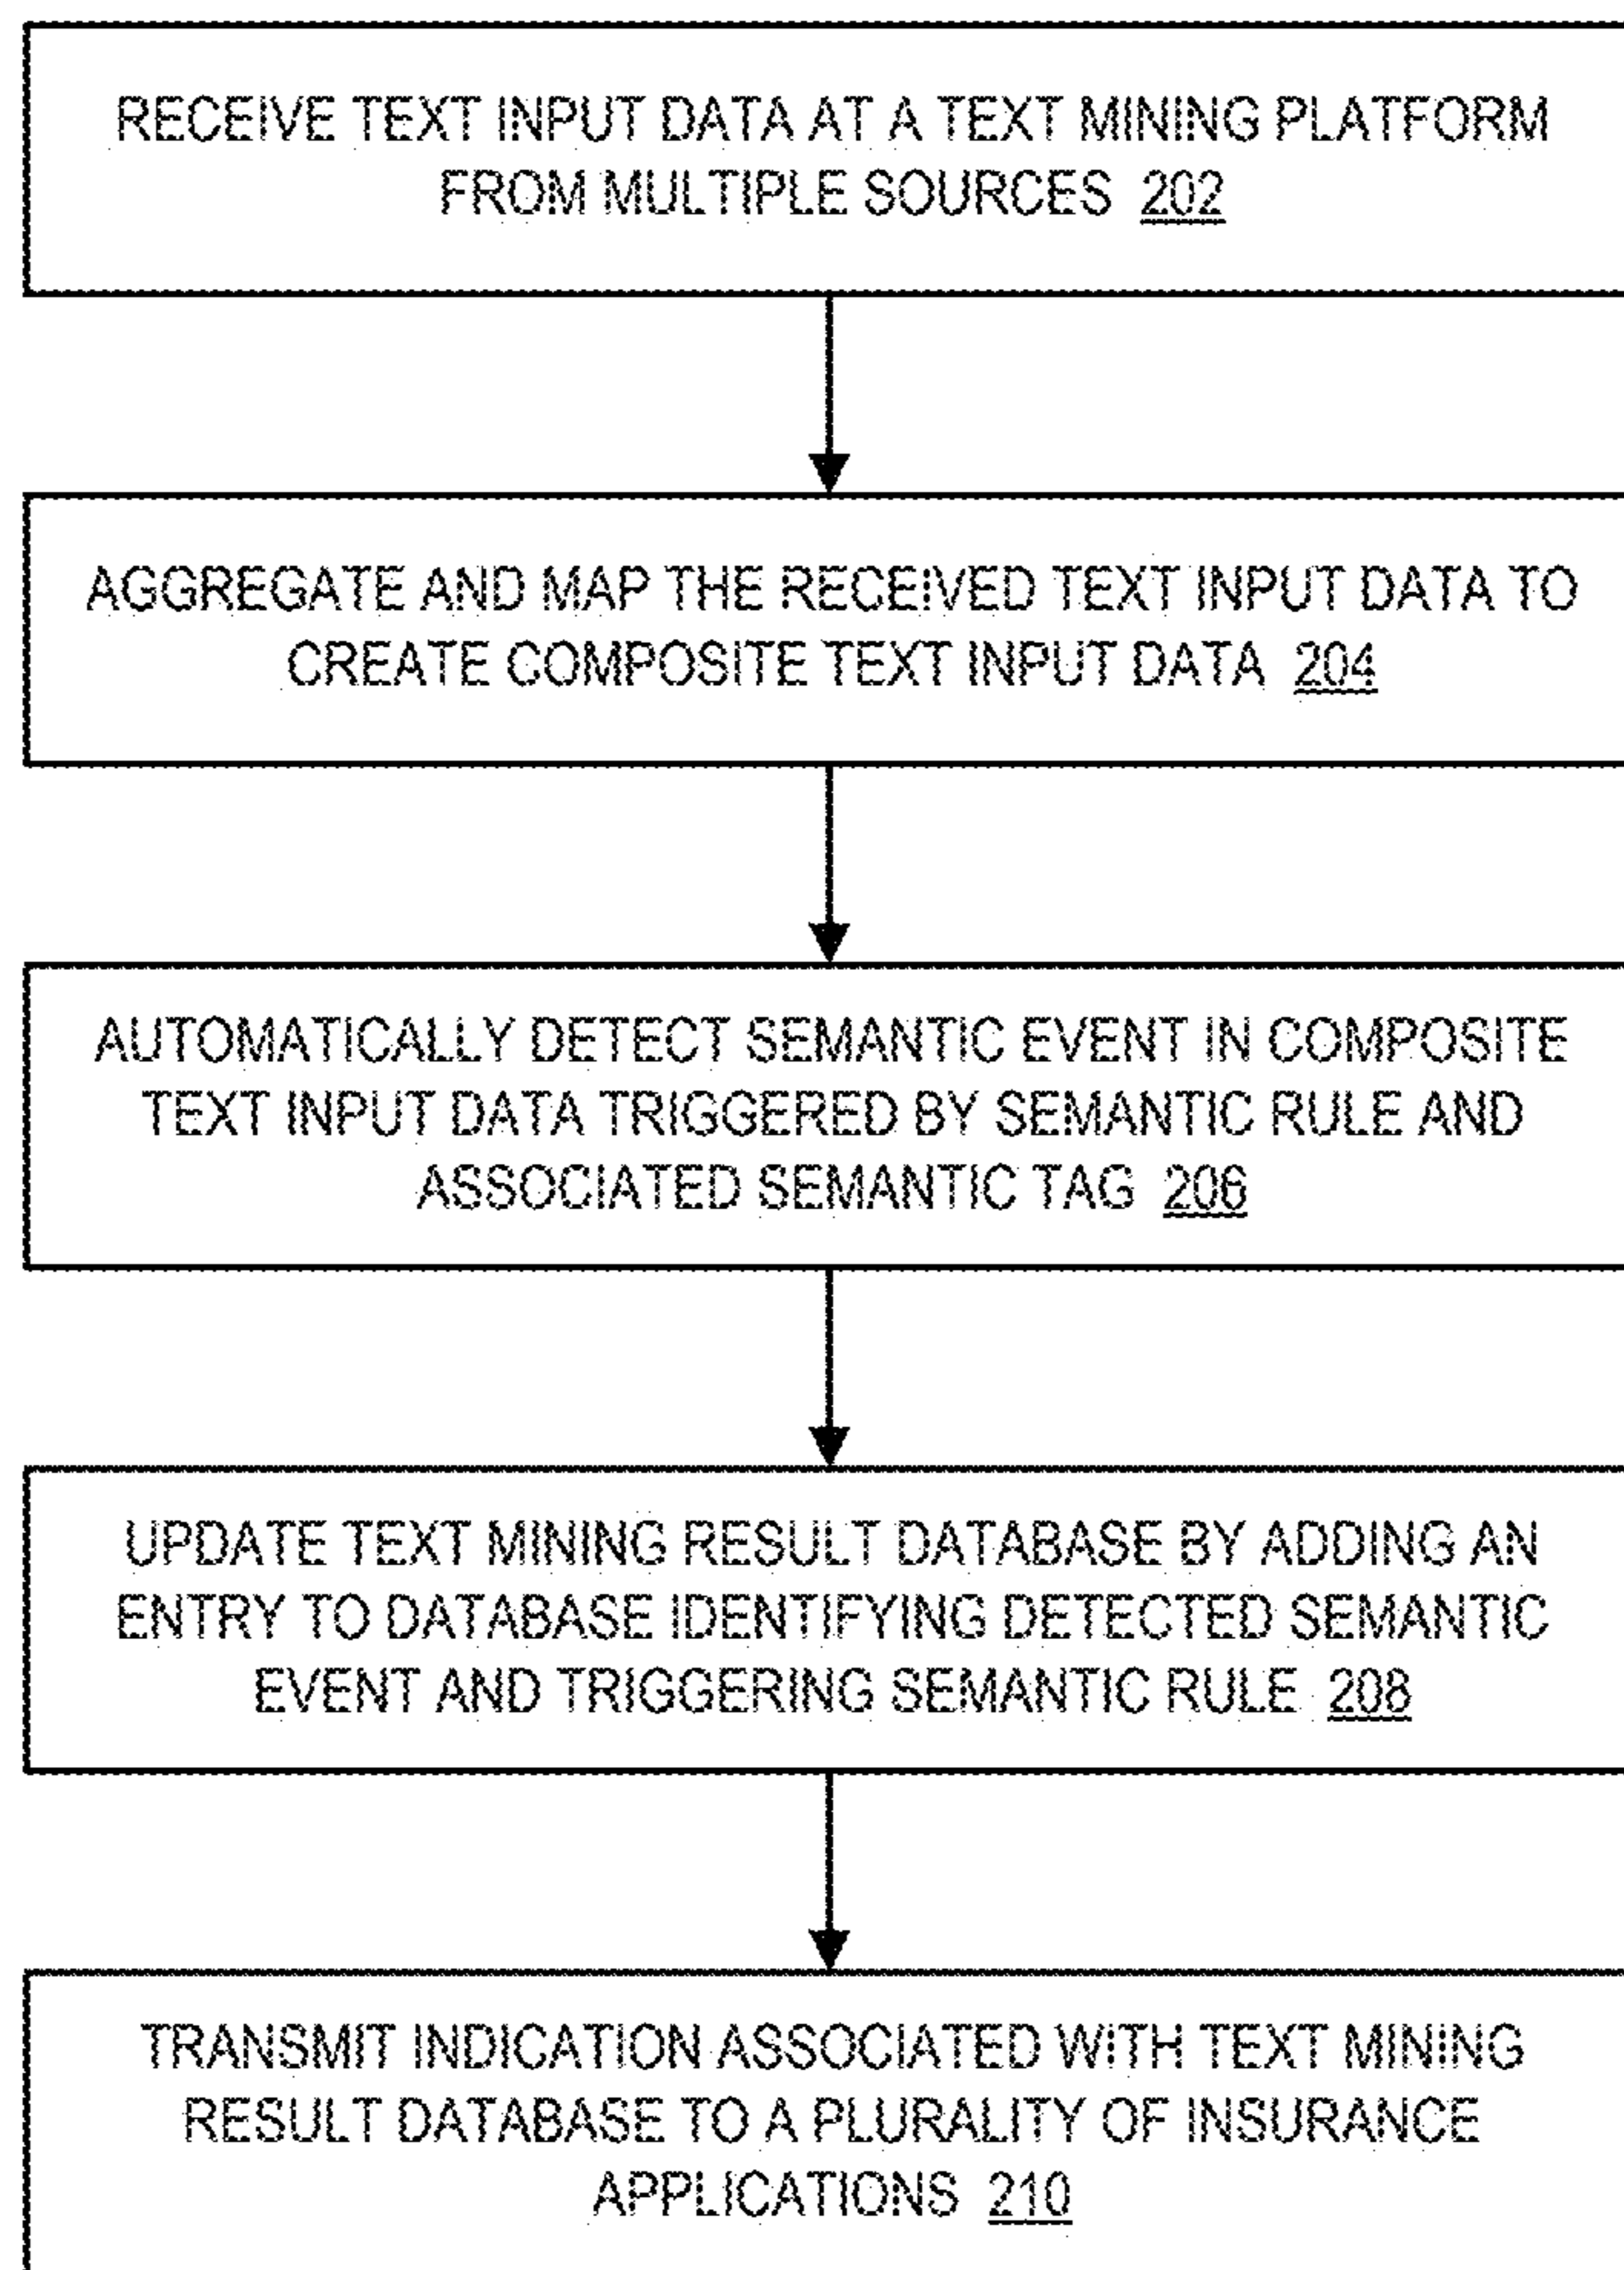 RECEIVE TEXT INPUT DATA AT A TEXT MINING PLATFORM
FROM MULTIPLE SOURCES 202
AGGREGATE AND MAP THE RECEIVED TEXT INPUT DATA TO
CREATE COMPOSITE TEXT INPUT DATA 204
AUTOMATICALLY DETECT SEMANTIC EVENT IN COMPOSITE
TEXT INPUT DATA TRIGGERED BY SEMANTIC RULE AND
ASSOCIATED SEMANTIC TAG 206
UPDATE TEXT MINING RESULT DATABASE BY ADDING AN
ENTRY TO DATABASE IDENTIFYING DETECTED SEMANTIC
EVENT AND TRIGGERING SEMANTIC RULE 208
TRANSMIT INDICATION ASSOCIATED WITH TEXT MINING
RESULT DATABASE TO A PLURALITY OF INSURANCE
APPLICATIONS 210